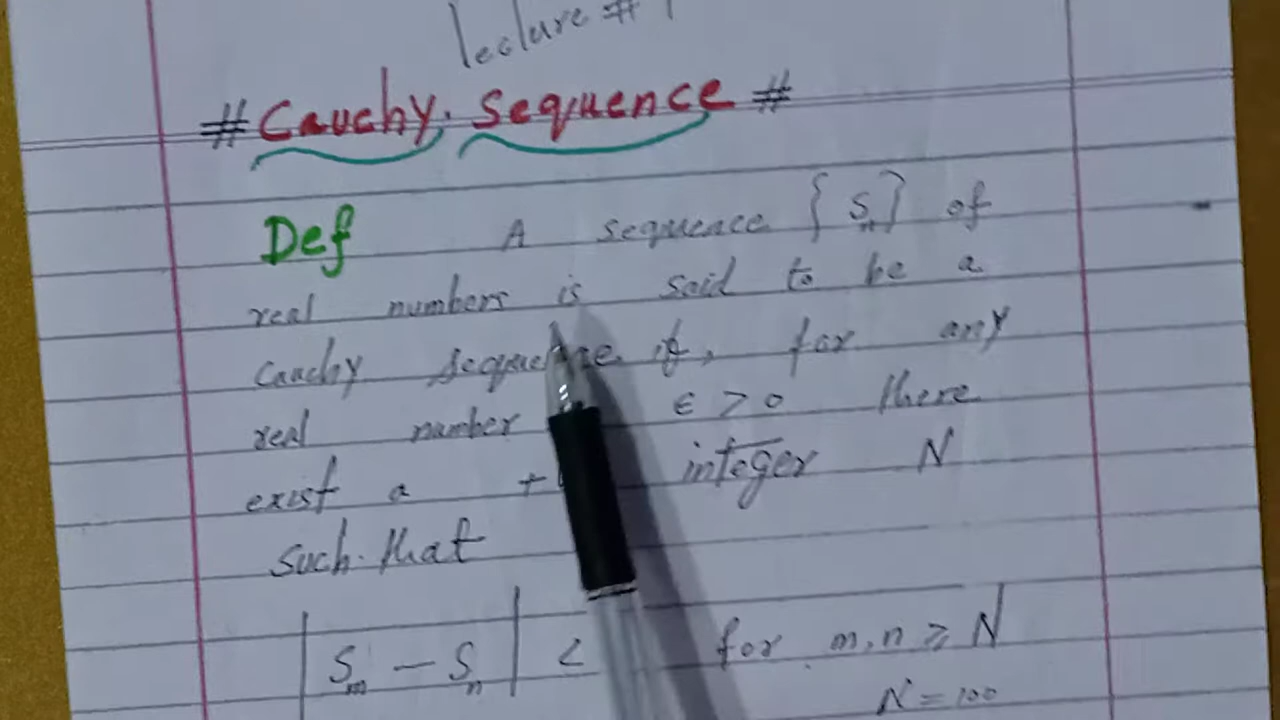 lecture #
# Cauchy Sequence #
Def A sequence {Sₙ} of
real numbers is said to be a
Cauchy sequence if, for any
real number ϵ > 0 there
exist a + integer N
such that
|Sₘ − Sₙ| < for m,n ≥ N
N = 100